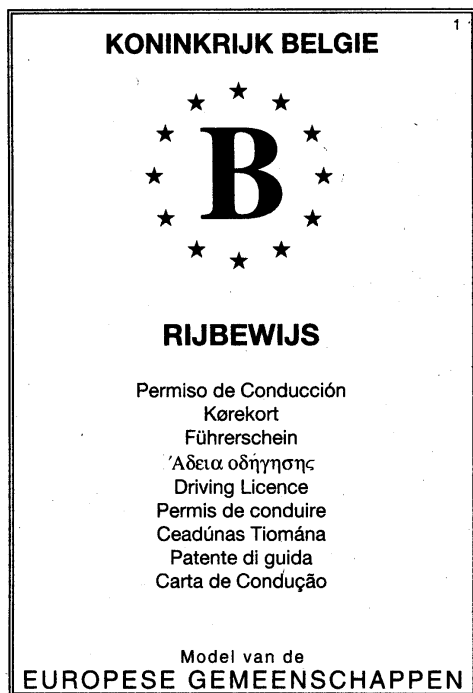 1
KONINKRIJK BELGIE
B
RIJBEWIJS
Permiso de Conducción
Kørekort
Führerschein
Άδεια οδήγησης
Driving Licence
Permis de conduire
Ceadúnas Tiomána
Patente di guida
Carta de Condução
Model van de
EUROPESE GEMEENSCHAPPEN